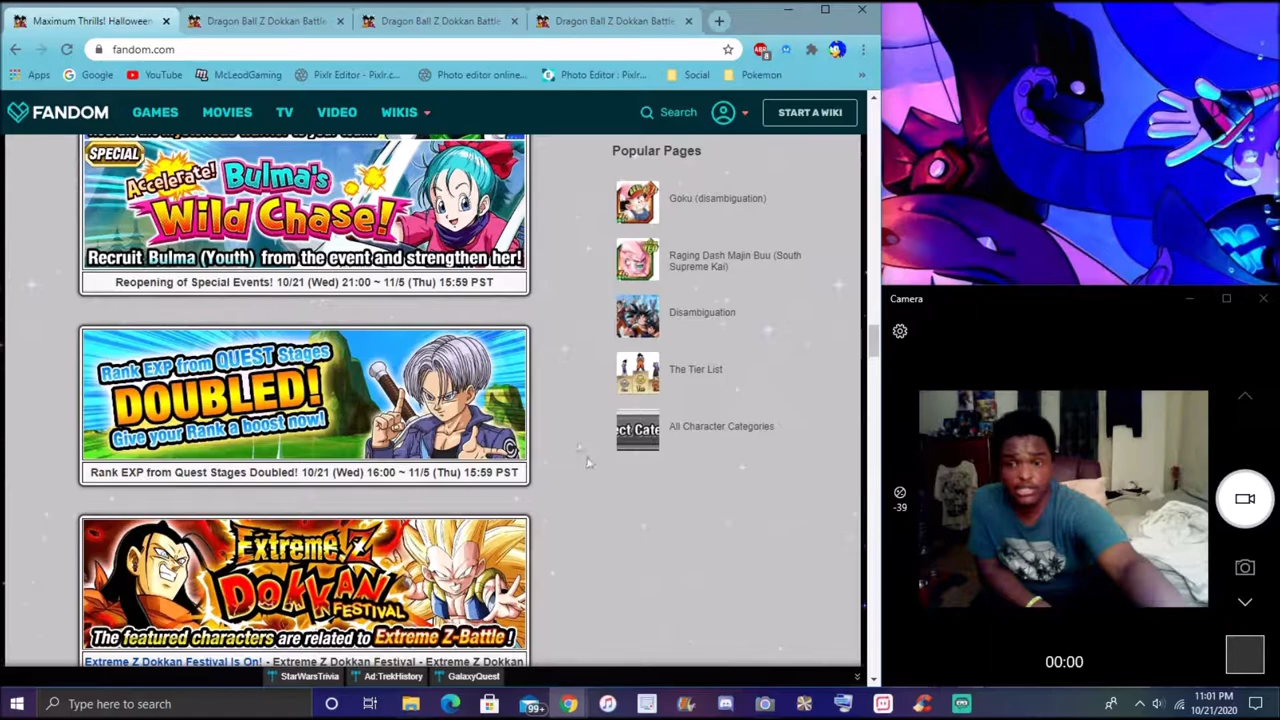 Maximum Thrills! Halloween
Dragon Ball Z Dokkan Battle
Dragon Ball Z Dokkan Battle
Dragon Ball Z Dokkan Battle
fandom.com
ABP
8
Apps
Google
YouTube
McLeodGaming
Pixlr Editor - Pixlr.c...
Photo editor online...
Photo Editor : Pixlr...
Social
Pokemon
FANDOM
GAMES
MOVIES
TV
VIDEO
WIKIS
Search
START A WIKI
SPECIAL
Accelerate! Bulma's
Wild Chase!
Recruit Bulma (Youth) from the event and strengthen her!
Reopening of Special Events! 10/21 (Wed) 21:00 ~ 11/5 (Thu) 15:59 PST
Rank EXP from QUEST Stages
DOUBLED!
Give your Rank a boost now!
Rank EXP from Quest Stages Doubled! 10/21 (Wed) 16:00 ~ 11/5 (Thu) 15:59 PST
Extreme Z
DOKKAN
FESTIVAL
The featured characters are related to Extreme Z-Battle!
Extreme Z Dokkan Festival Is On! - Extreme Z Dokkan Festival - Extreme Z Dokkan
Popular Pages
Goku (disambiguation)
Raging Dash Majin Buu (South
Supreme Kai)
Disambiguation
The Tier List
ect Cate
All Character Categories
StarWarsTrivia
Ad:TrekHistory
GalaxyQuest
Camera
-39
00:00
Type here to search
99+
11:01 PM
10/21/2020